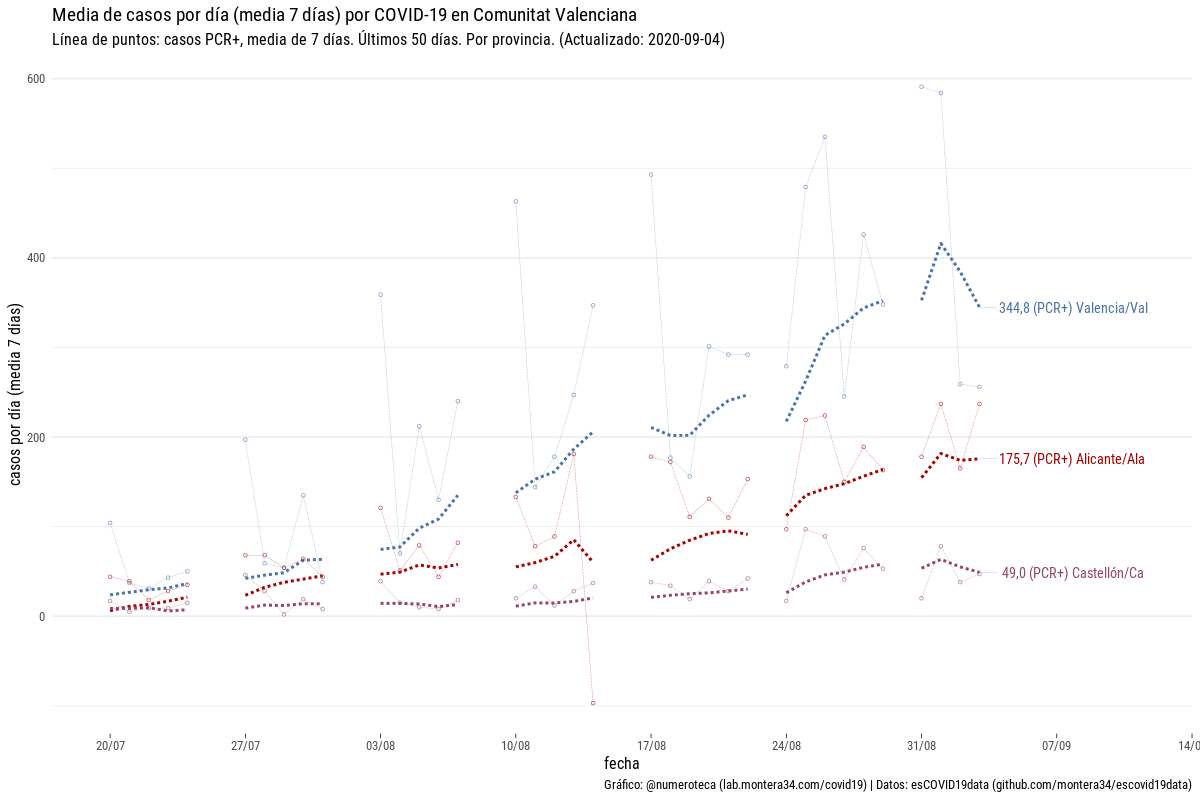 Media de casos por día (media 7 días) por COVID-19 en Comunitat Valenciana
Línea de puntos: casos PCR+, media de 7 días. Últimos 50 días. Por provincia. (Actualizado: 2020-09-04)
600
400
200
0
casos por día (media 7 días)
344,8 (PCR+) Valencia/Val
175,7 (PCR+) Alicante/Ala
49,0 (PCR+) Castellón/Ca
20/07 27/07 03/08 10/08 17/08 24/08 31/08 07/09 14/0
fecha
Gráfico: @numeroteca (lab.montera34.com/covid19) | Datos: esCOVID19data (github.com/montera34/escovid19data)